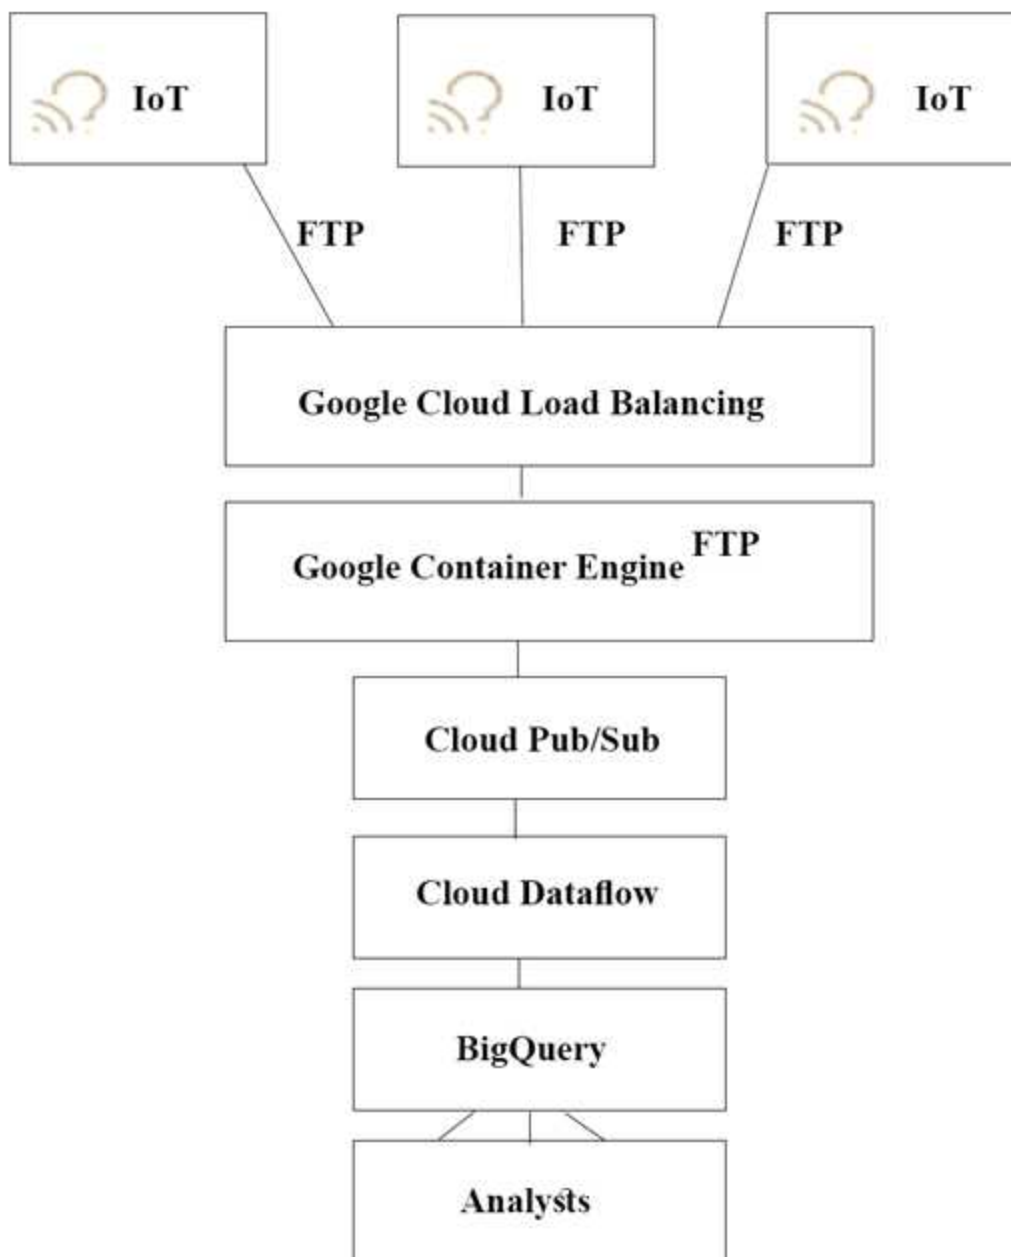 IoT
IoT
IoT
FTP
FTP
FTP
Google Cloud Load Balancing
Google Container Engine FTP
Cloud Pub/Sub
Cloud Dataflow
BigQuery
Analysts